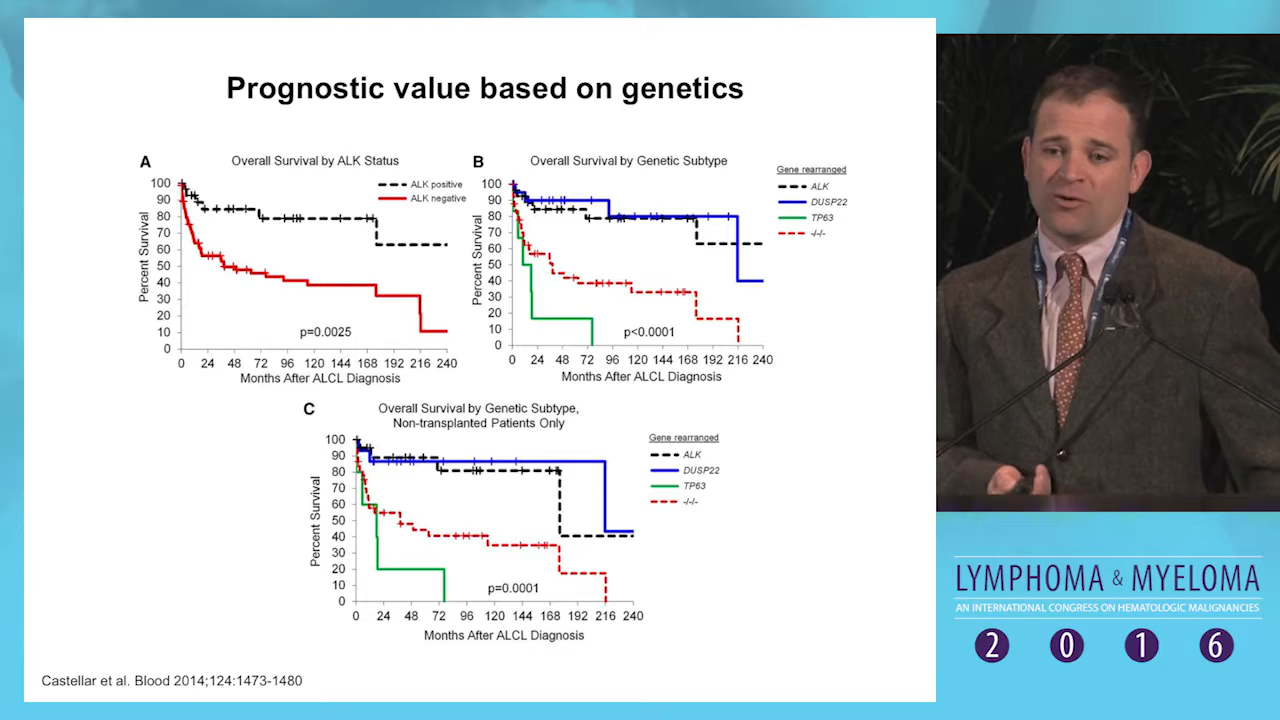 Prognostic value based on genetics
A
Overall Survival by ALK Status
ALK positive
ALK negative
Percent Survival
100
90
80
70
60
50
40
30
20
10
0
p=0.0025
0 24 48 72 96 120 144 168 192 216 240
Months After ALCL Diagnosis
B
Overall Survival by Genetic Subtype
Gene rearranged
ALK
DUSP22
TP63
-/-/-
Percent Survival
100
90
80
70
60
50
40
30
20
10
0
p<0.0001
0 24 48 72 96 120 144 168 192 216 240
Months After ALCL Diagnosis
C
Overall Survival by Genetic Subtype,
Non-transplanted Patients Only
Gene rearranged
ALK
DUSP22
TP63
-/-/-
Percent Survival
100
90
80
70
60
50
40
30
20
10
0
p=0.0001
0 24 48 72 96 120 144 168 192 216 240
Months After ALCL Diagnosis
Castellar et al. Blood 2014;124:1473-1480
LYMPHOMA & MYELOMA
AN INTERNATIONAL CONGRESS ON HEMATOLOGIC MALIGNANCIES
2 0 1 6